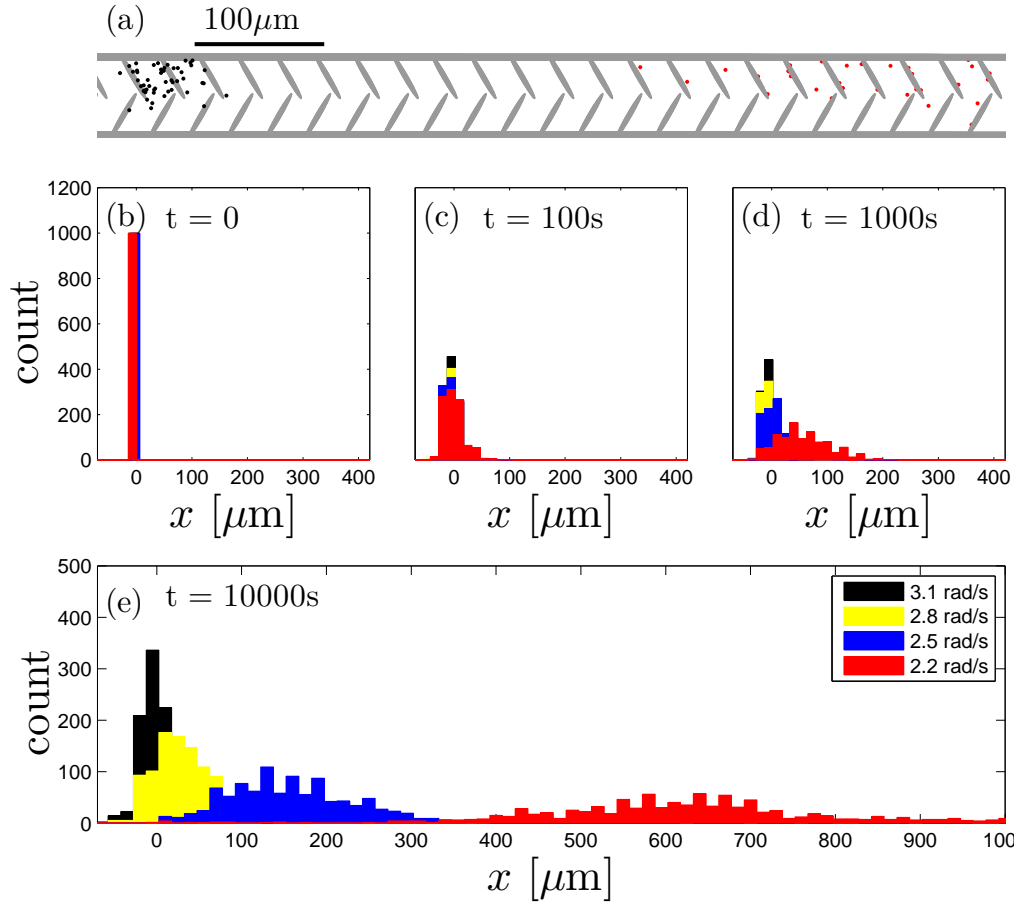 (a) 100μm
(b) t = 0
(c) t = 100s
(d) t = 1000s
1200
1000
800
600
400
200
0
count
0 100 200 300 400
0 100 200 300 400
0 100 200 300 400
x [μm]
x [μm]
x [μm]
(e) t = 10000s
500
400
300
200
100
0
count
3.1 rad/s
2.8 rad/s
2.5 rad/s
2.2 rad/s
0 100 200 300 400 500 600 700 800 900 100
x [μm]